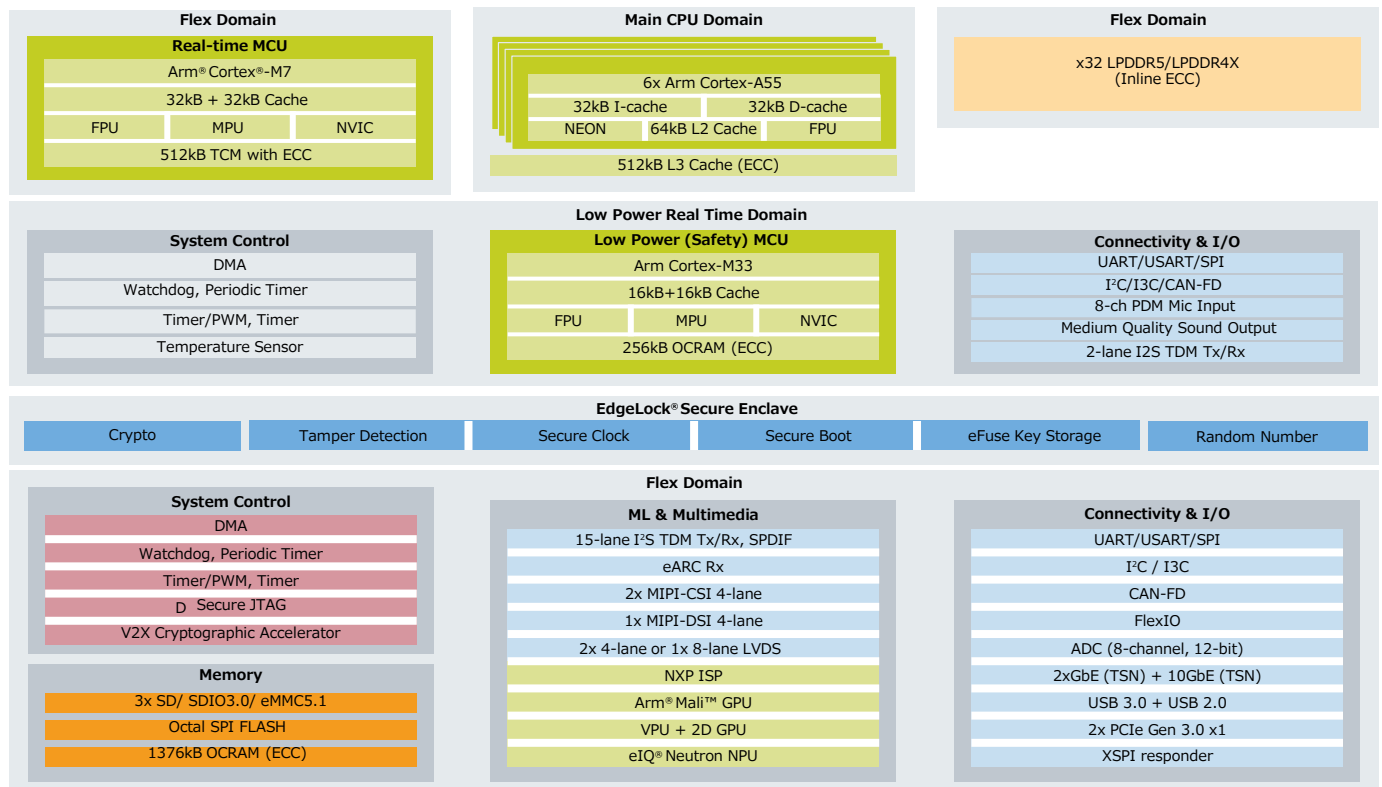 Flex Domain
Real-time MCU
Arm® Cortex®-M7
32kB + 32kB Cache
FPU
MPU
NVIC
512kB TCM with ECC
Main CPU Domain
6x Arm Cortex-A55
32kB I-cache
32kB D-cache
NEON
64kB L2 Cache
FPU
512kB L3 Cache (ECC)
Flex Domain
x32 LPDDR5/LPDDR4X
(Inline ECC)
Low Power Real Time Domain
System Control
DMA
Watchdog, Periodic Timer
Timer/PWM, Timer
Temperature Sensor
Low Power (Safety) MCU
Arm Cortex-M33
16kB+16kB Cache
FPU
MPU
NVIC
256kB OCRAM (ECC)
Connectivity & I/O
UART/USART/SPI
I²C/I3C/CAN-FD
8-ch PDM Mic Input
Medium Quality Sound Output
2-lane I2S TDM Tx/Rx
EdgeLock® Secure Enclave
Crypto
Tamper Detection
Secure Clock
Secure Boot
eFuse Key Storage
Random Number
Flex Domain
System Control
DMA
Watchdog, Periodic Timer
Timer/PWM, Timer
D Secure JTAG
V2X Cryptographic Accelerator
Memory
3x SD/ SDIO3.0/ eMMC5.1
Octal SPI FLASH
1376kB OCRAM (ECC)
ML & Multimedia
15-lane I²S TDM Tx/Rx, SPDIF
eARC Rx
2x MIPI-CSI 4-lane
1x MIPI-DSI 4-lane
2x 4-lane or 1x 8-lane LVDS
NXP ISP
Arm® Mali™ GPU
VPU + 2D GPU
eIQ® Neutron NPU
Connectivity & I/O
UART/USART/SPI
I²C / I3C
CAN-FD
FlexIO
ADC (8-channel, 12-bit)
2xGbE (TSN) + 10GbE (TSN)
USB 3.0 + USB 2.0
2x PCIe Gen 3.0 x1
XSPI responder